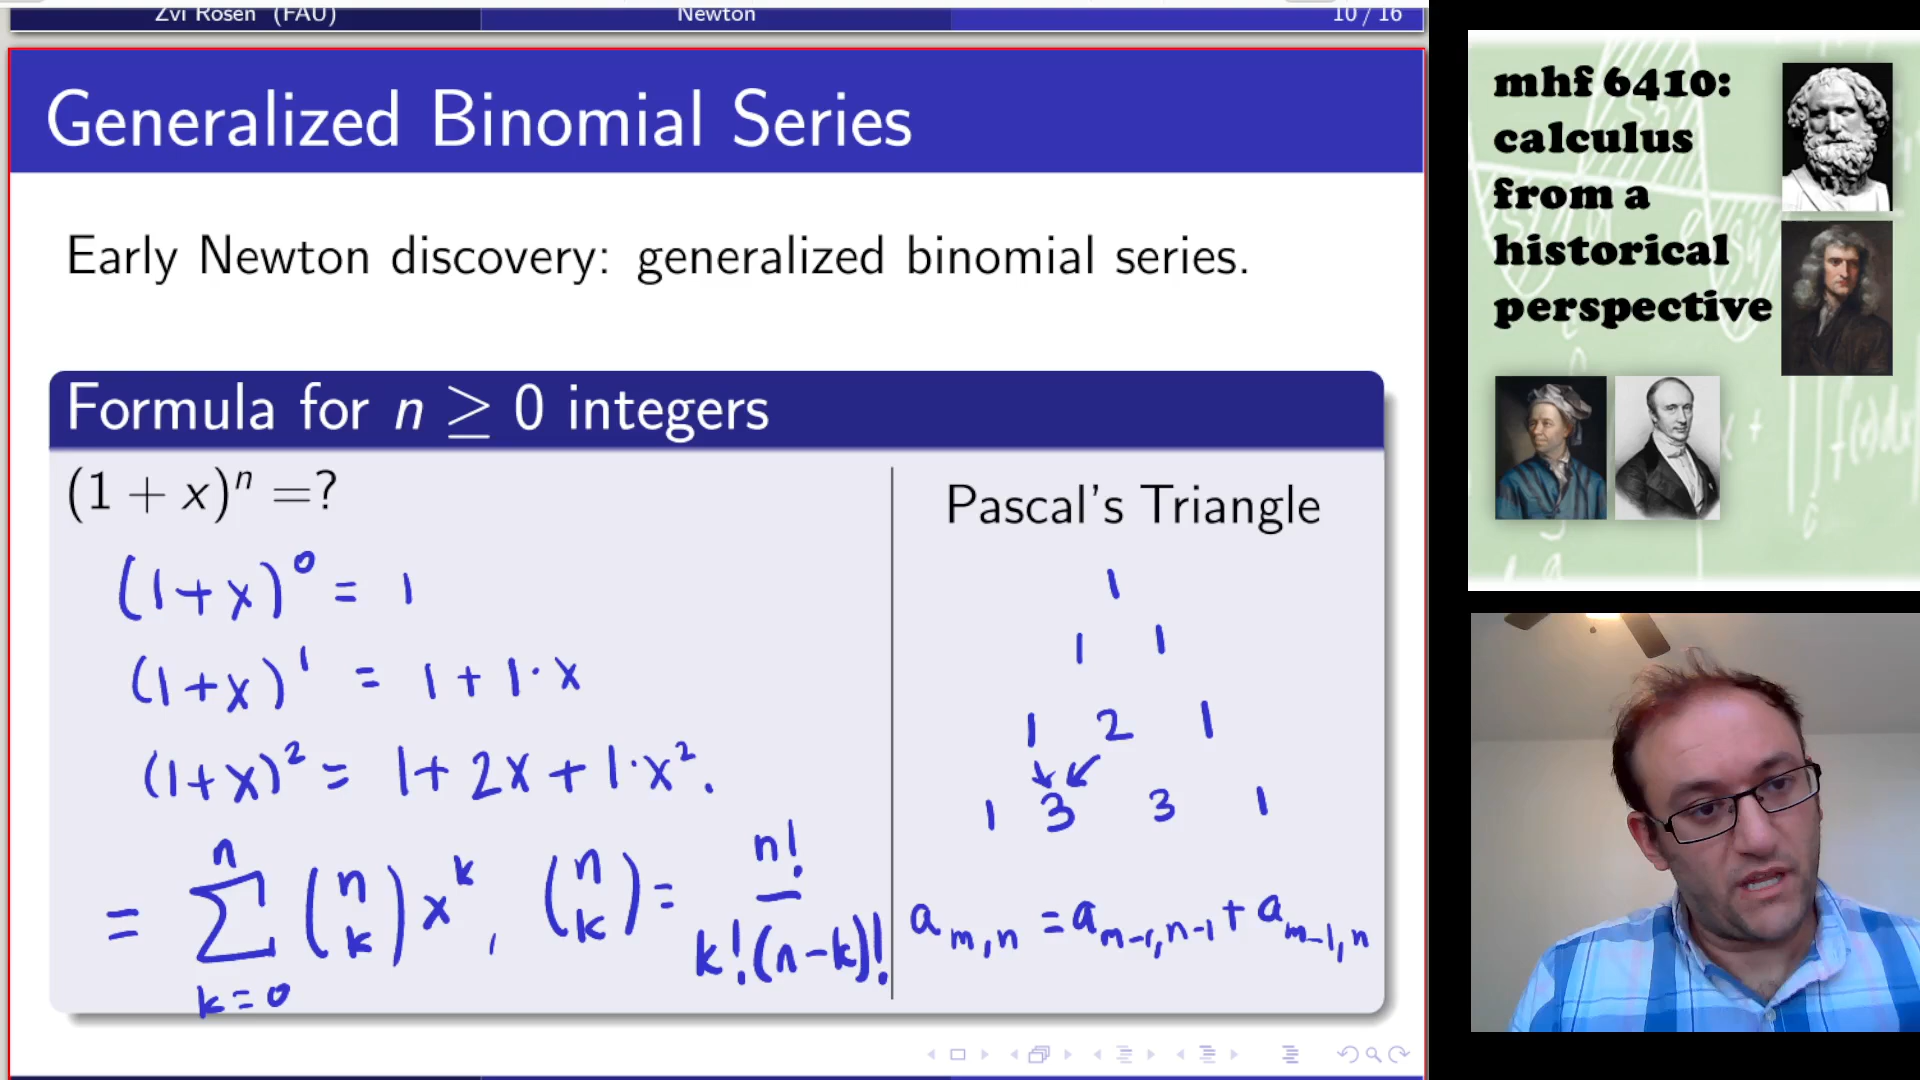 Zvi Rosen (FAU) Newton 10 / 16
Generalized Binomial Series
Early Newton discovery: generalized binomial series.
Formula for n ≥ 0 integers
(1 + x)ⁿ =?
(1+x)⁰ = 1
(1+x)¹ = 1 + 1·x
(1+x)² = 1 + 2x + 1·x².
= ∑_{k=0}^{n} (n k) x^k, (n k) = n! / k!(n-k)!
Pascal's Triangle
1
1 1
1 2 1
1 3 3 1
a_{m,n} = a_{m-1,n-1} + a_{m-1,n}
mhf 6410:
calculus
from a
historical
perspective